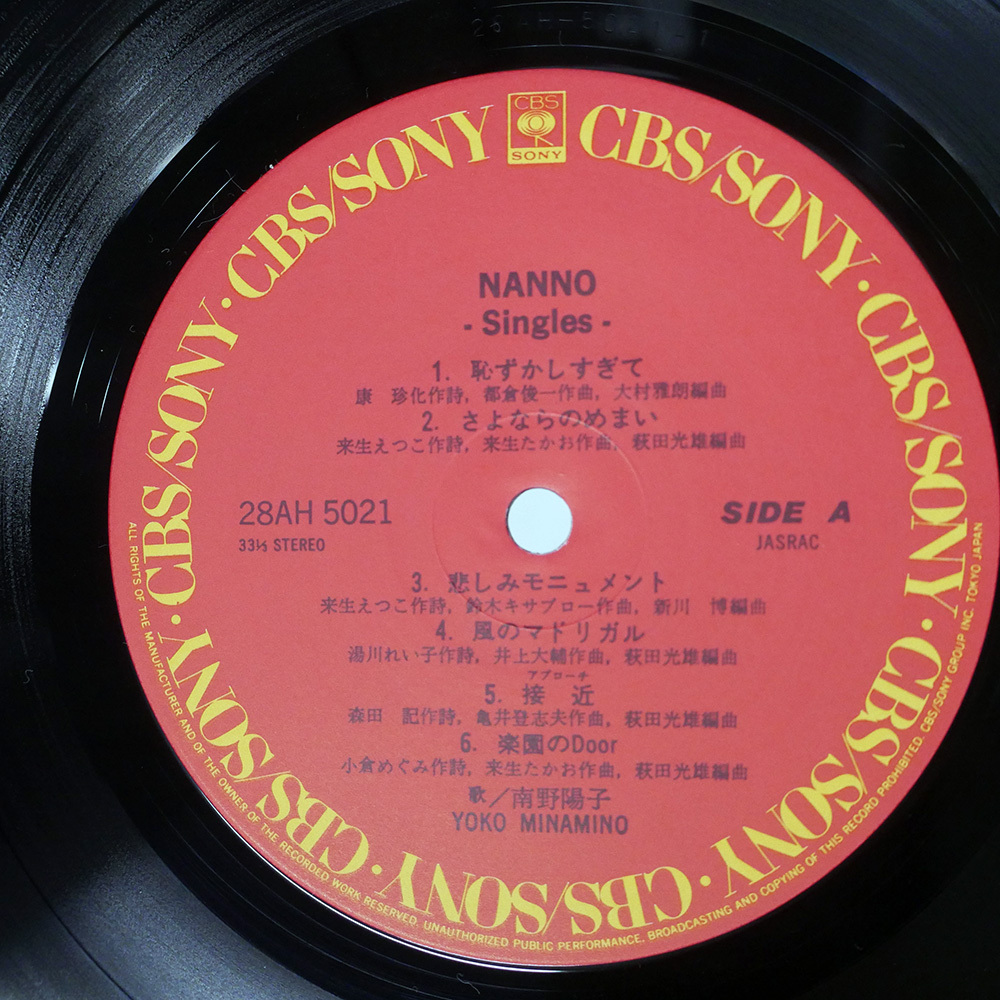 CBS
SONY
CBS/SONY · CBS/SONY · CBS/SONY · CBS/SONY · CBS/SONY · CBS/SONY · CBS/SONY · CBS/SONY · CBS/SONY
NANNO
- Singles -
1. 恥ずかしすぎて
康 珍化作詩, 都倉俊一作曲, 大村雅朗編曲
2. さよならのめまい
来生えつこ作詩, 来生たかお作曲, 萩田光雄編曲
28AH 5021
33⅓ STEREO
SIDE A
JASRAC
3. 悲しみモニュメント
来生えつこ作詩, 鈴木キサブロー作曲, 新川 博編曲
4. 風のマドリガル
湯川れい子作詩, 井上大輔作曲, 萩田光雄編曲
アプローチ
5. 接 近
森田 記作詩, 亀井登志夫作曲, 萩田光雄編曲
6. 楽園のDoor
小倉めぐみ作詩, 来生たかお作曲, 萩田光雄編曲
歌／南野陽子
YOKO MINAMINO
ALL RIGHTS OF THE MANUFACTURER AND OF THE OWNER OF THE RECORDED WORK RESERVED. UNAUTHORIZED PUBLIC PERFORMANCE, BROADCASTING AND COPYING OF THIS RECORD PROHIBITED. CBS/SONY GROUP INC. TOKYO JAPAN